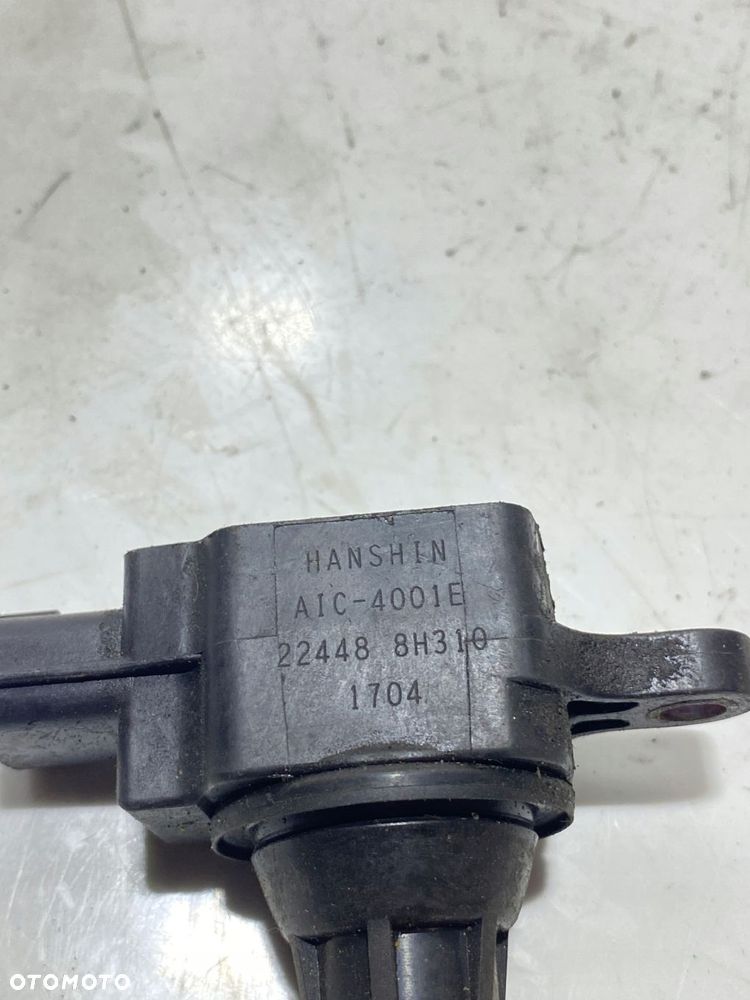 HANSHIN
AIC-4001E
22448 8H310
1704
OTOMOTO